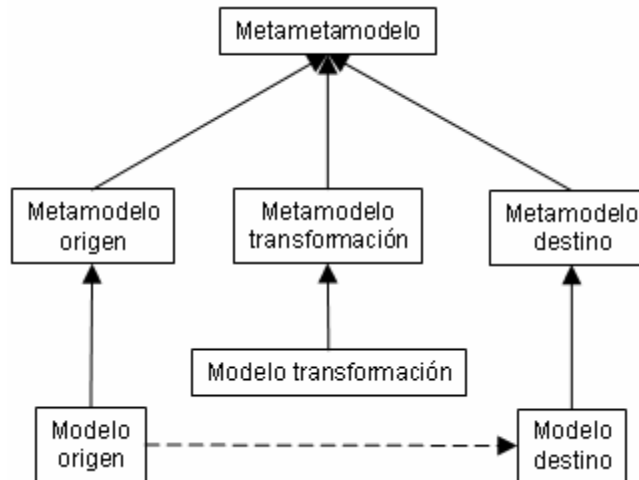 Metametamodelo
Metamodelo
origen
Metamodelo
transformación
Metamodelo
destino
Modelo transformación
Modelo
origen
Modelo
destino